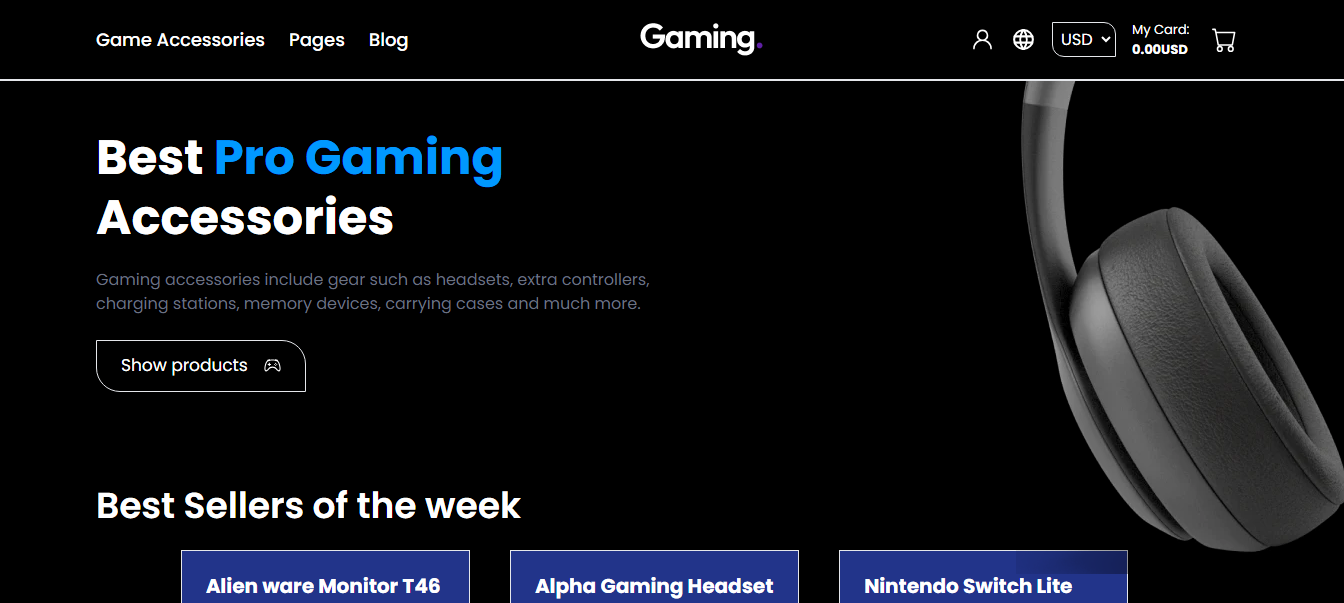 Game Accessories Pages Blog
Gaming.
USD
My Card:
0.00USD
Best Pro Gaming
Accessories
Gaming accessories include gear such as headsets, extra controllers,
charging stations, memory devices, carrying cases and much more.
Show products
Best Sellers of the week
Alien ware Monitor T46
Alpha Gaming Headset
Nintendo Switch Lite